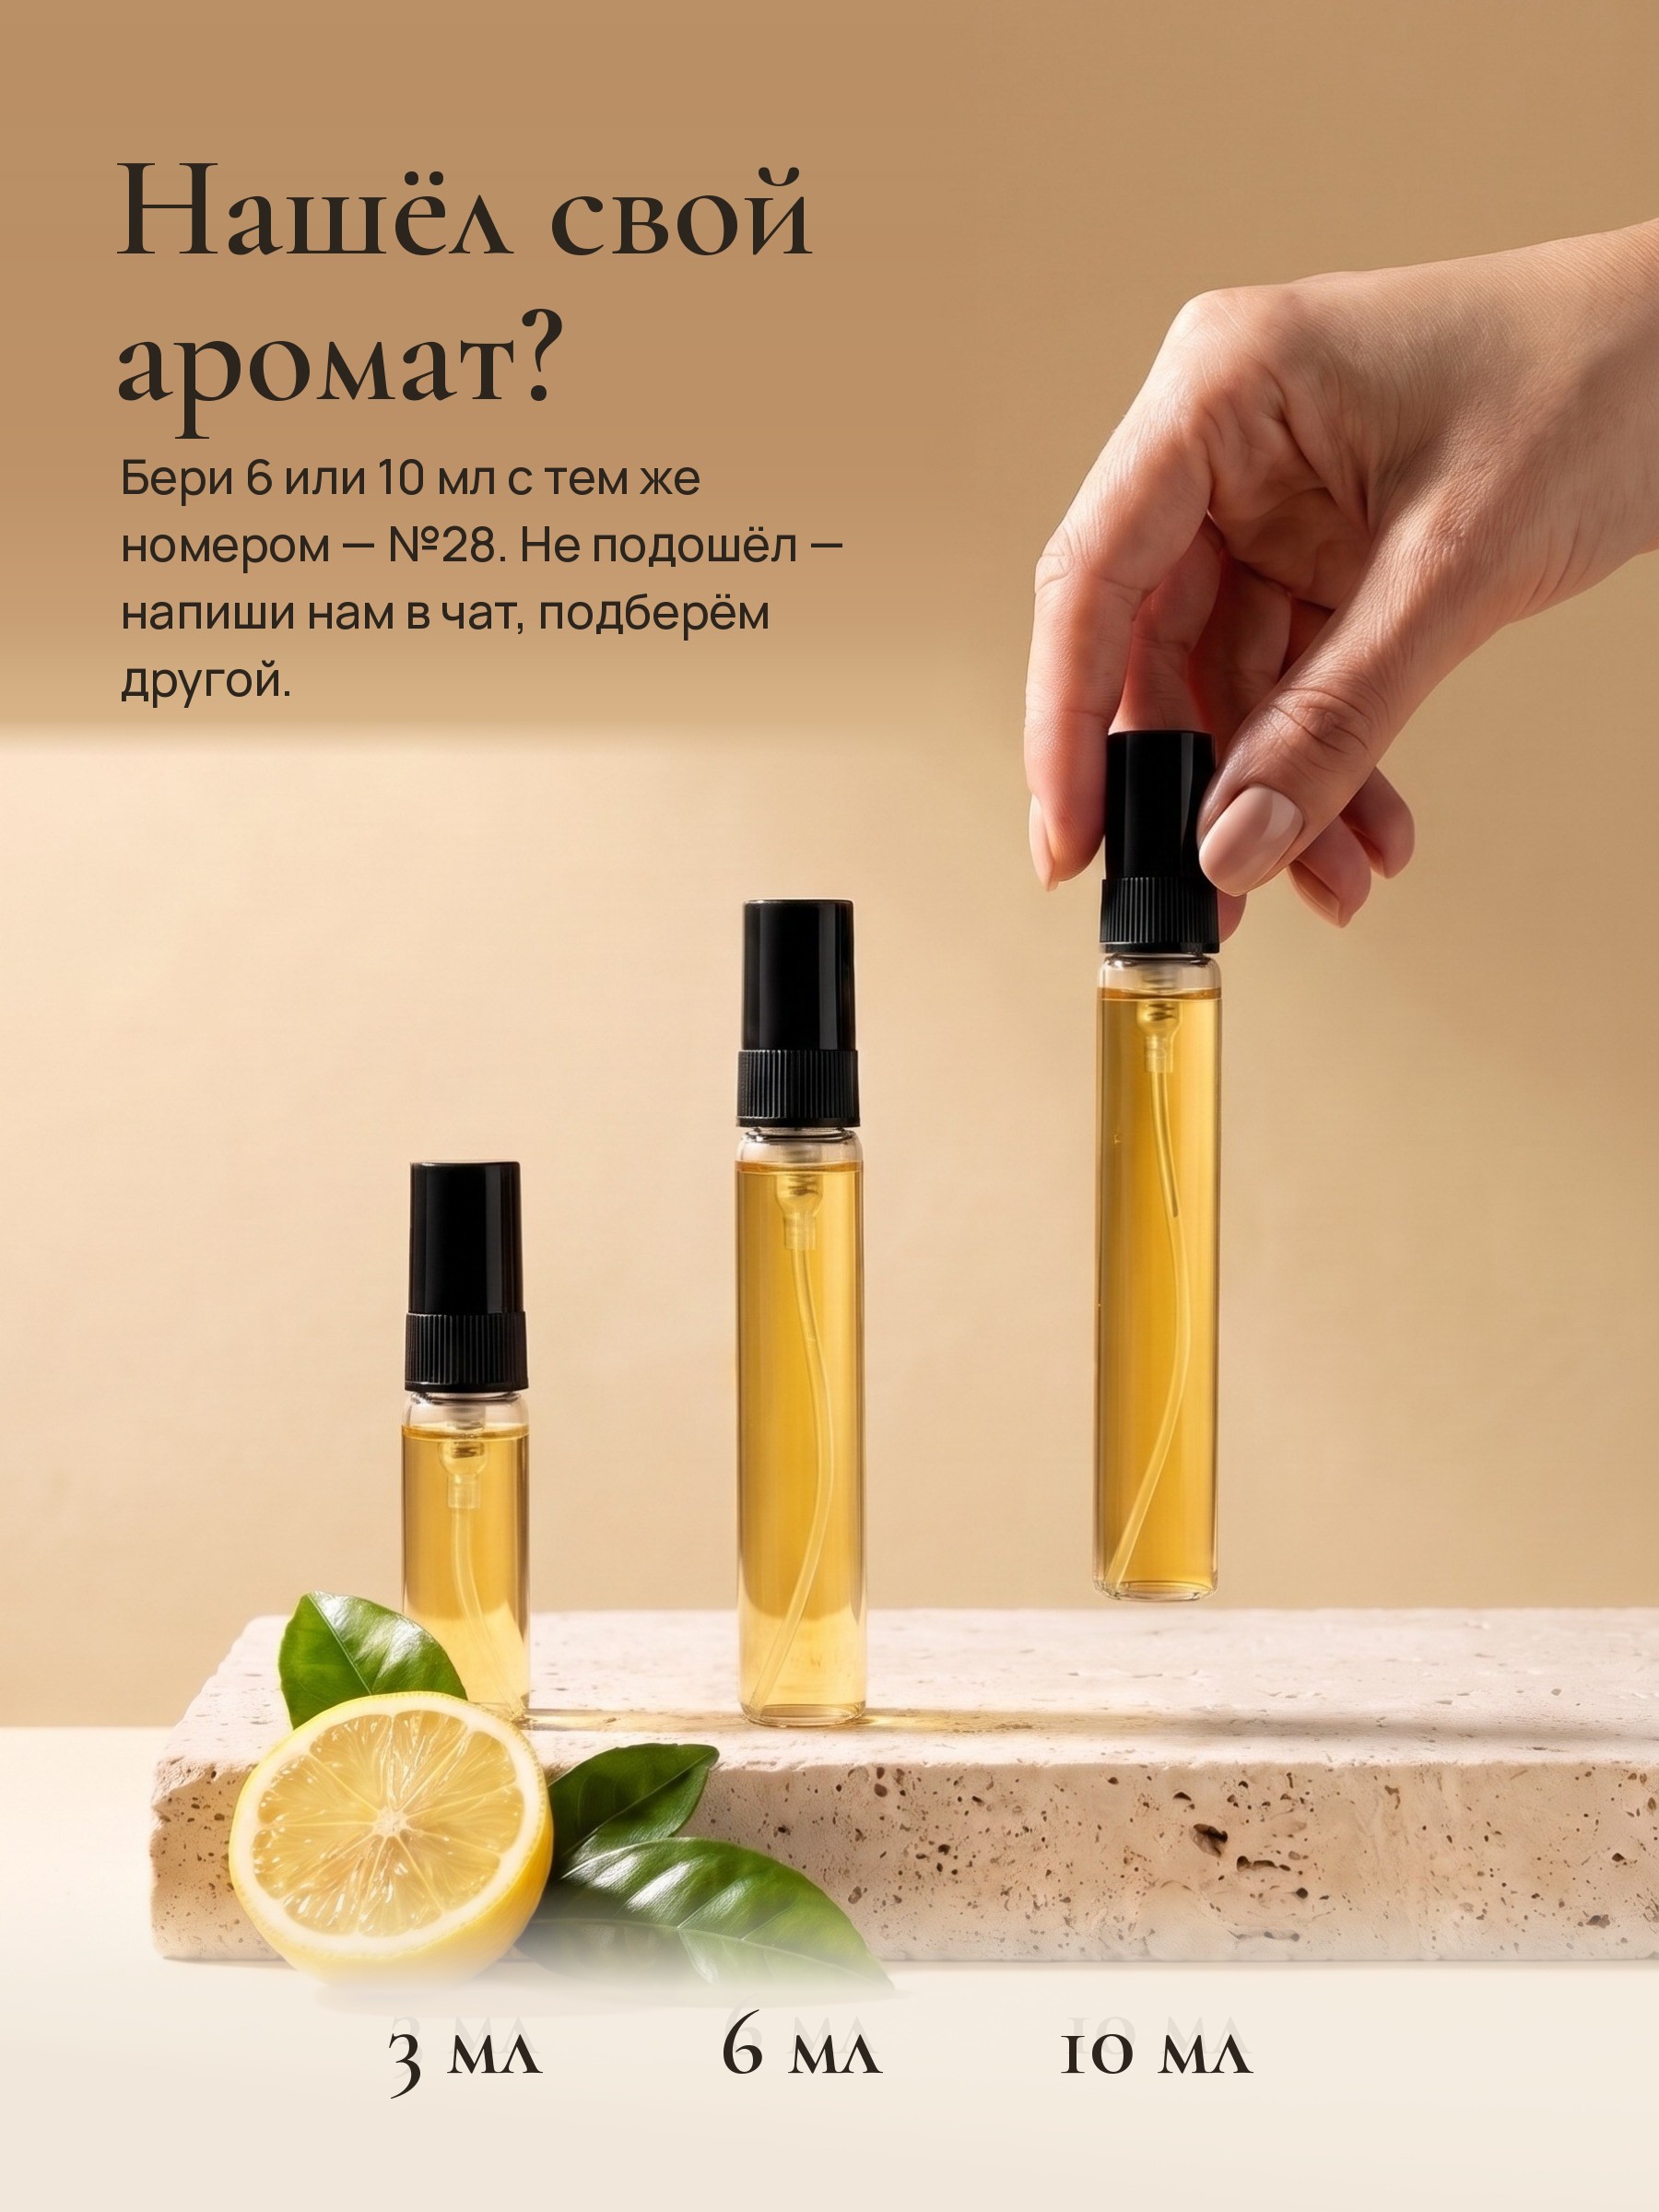 Нашёл свой
аромат?
Бери 6 или 10 мл с тем же
номером — №28. Не подошёл —
напиши нам в чат, подберём
другой.
3 мл 6 мл 10 мл